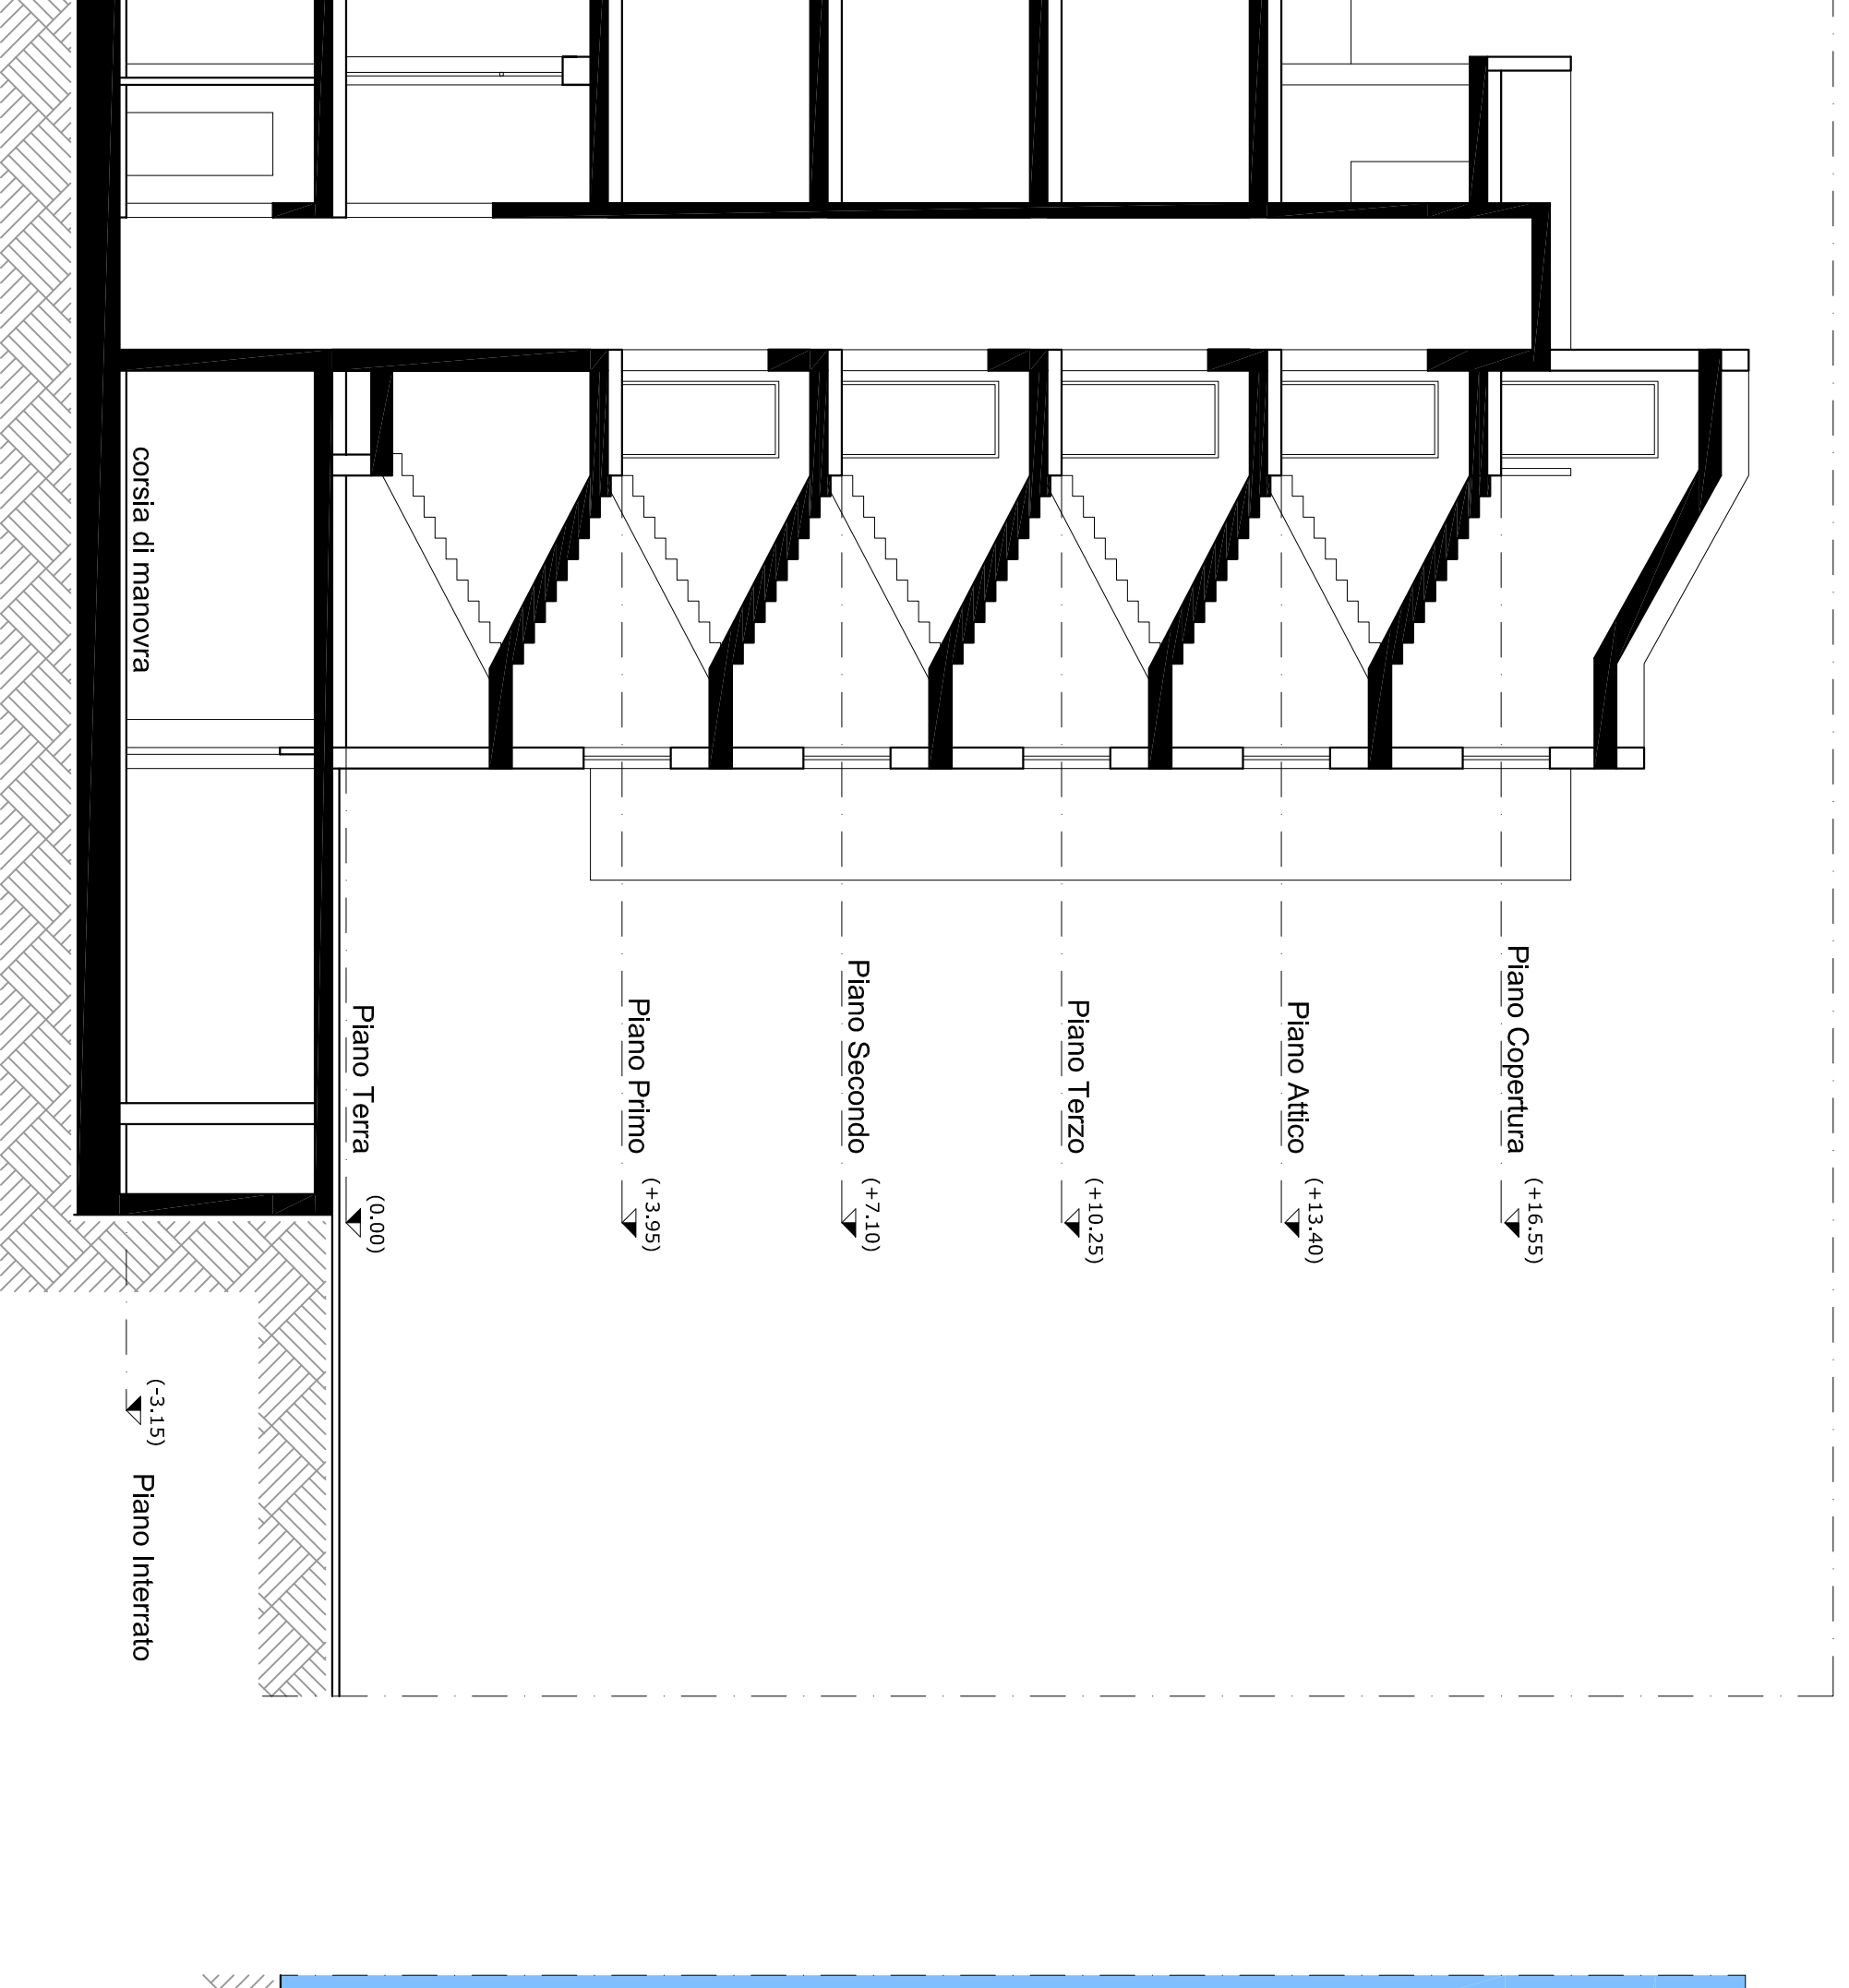 Piano Copertura (+16.55)
Piano Attico (+13.40)
Piano Terzo (+10.25)
Piano Secondo (+7.10)
Piano Primo (+3.95)
Piano Terra (0.00)
corsia di manovra
(-3.15) Piano Interrato